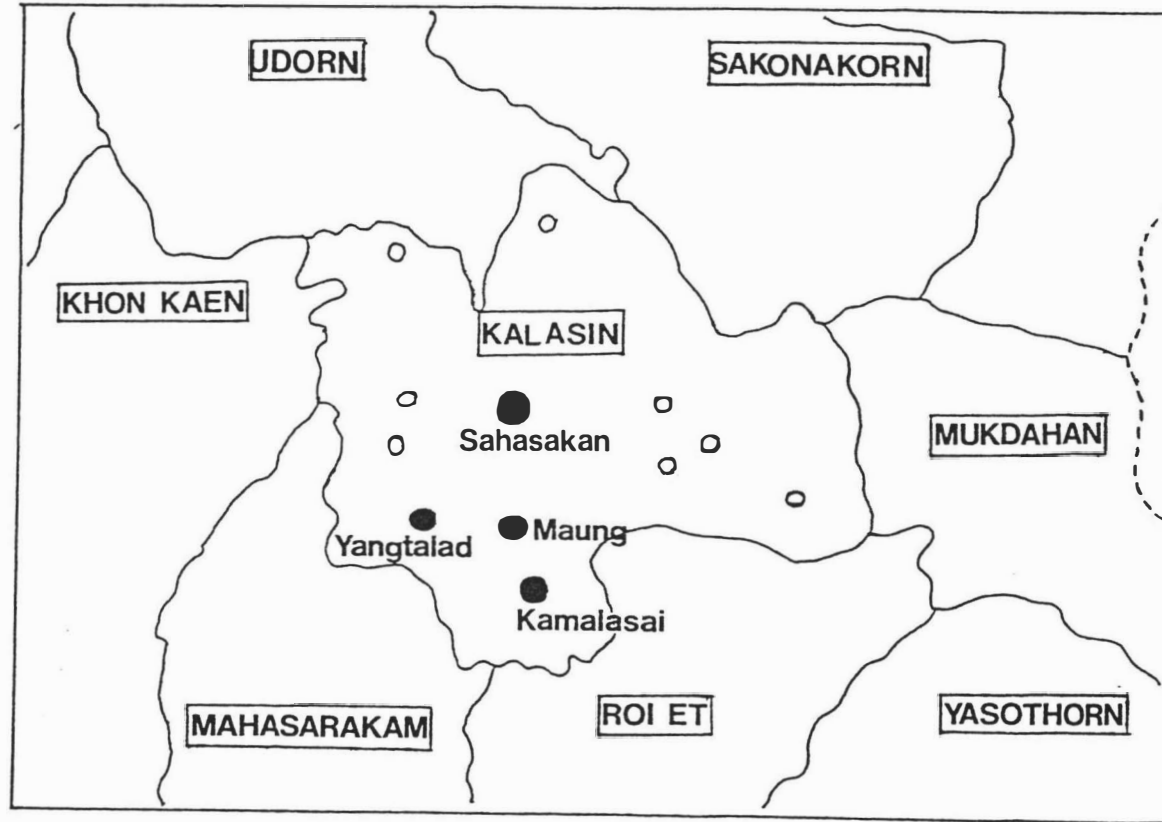 UDORN
SAKONAKORN
KHON KAEN
KALASIN
Sahasakan
MUKDAHAN
Yangtalad
Maung
Kamalasai
MAHASARAKAM
ROI ET
YASOTHORN